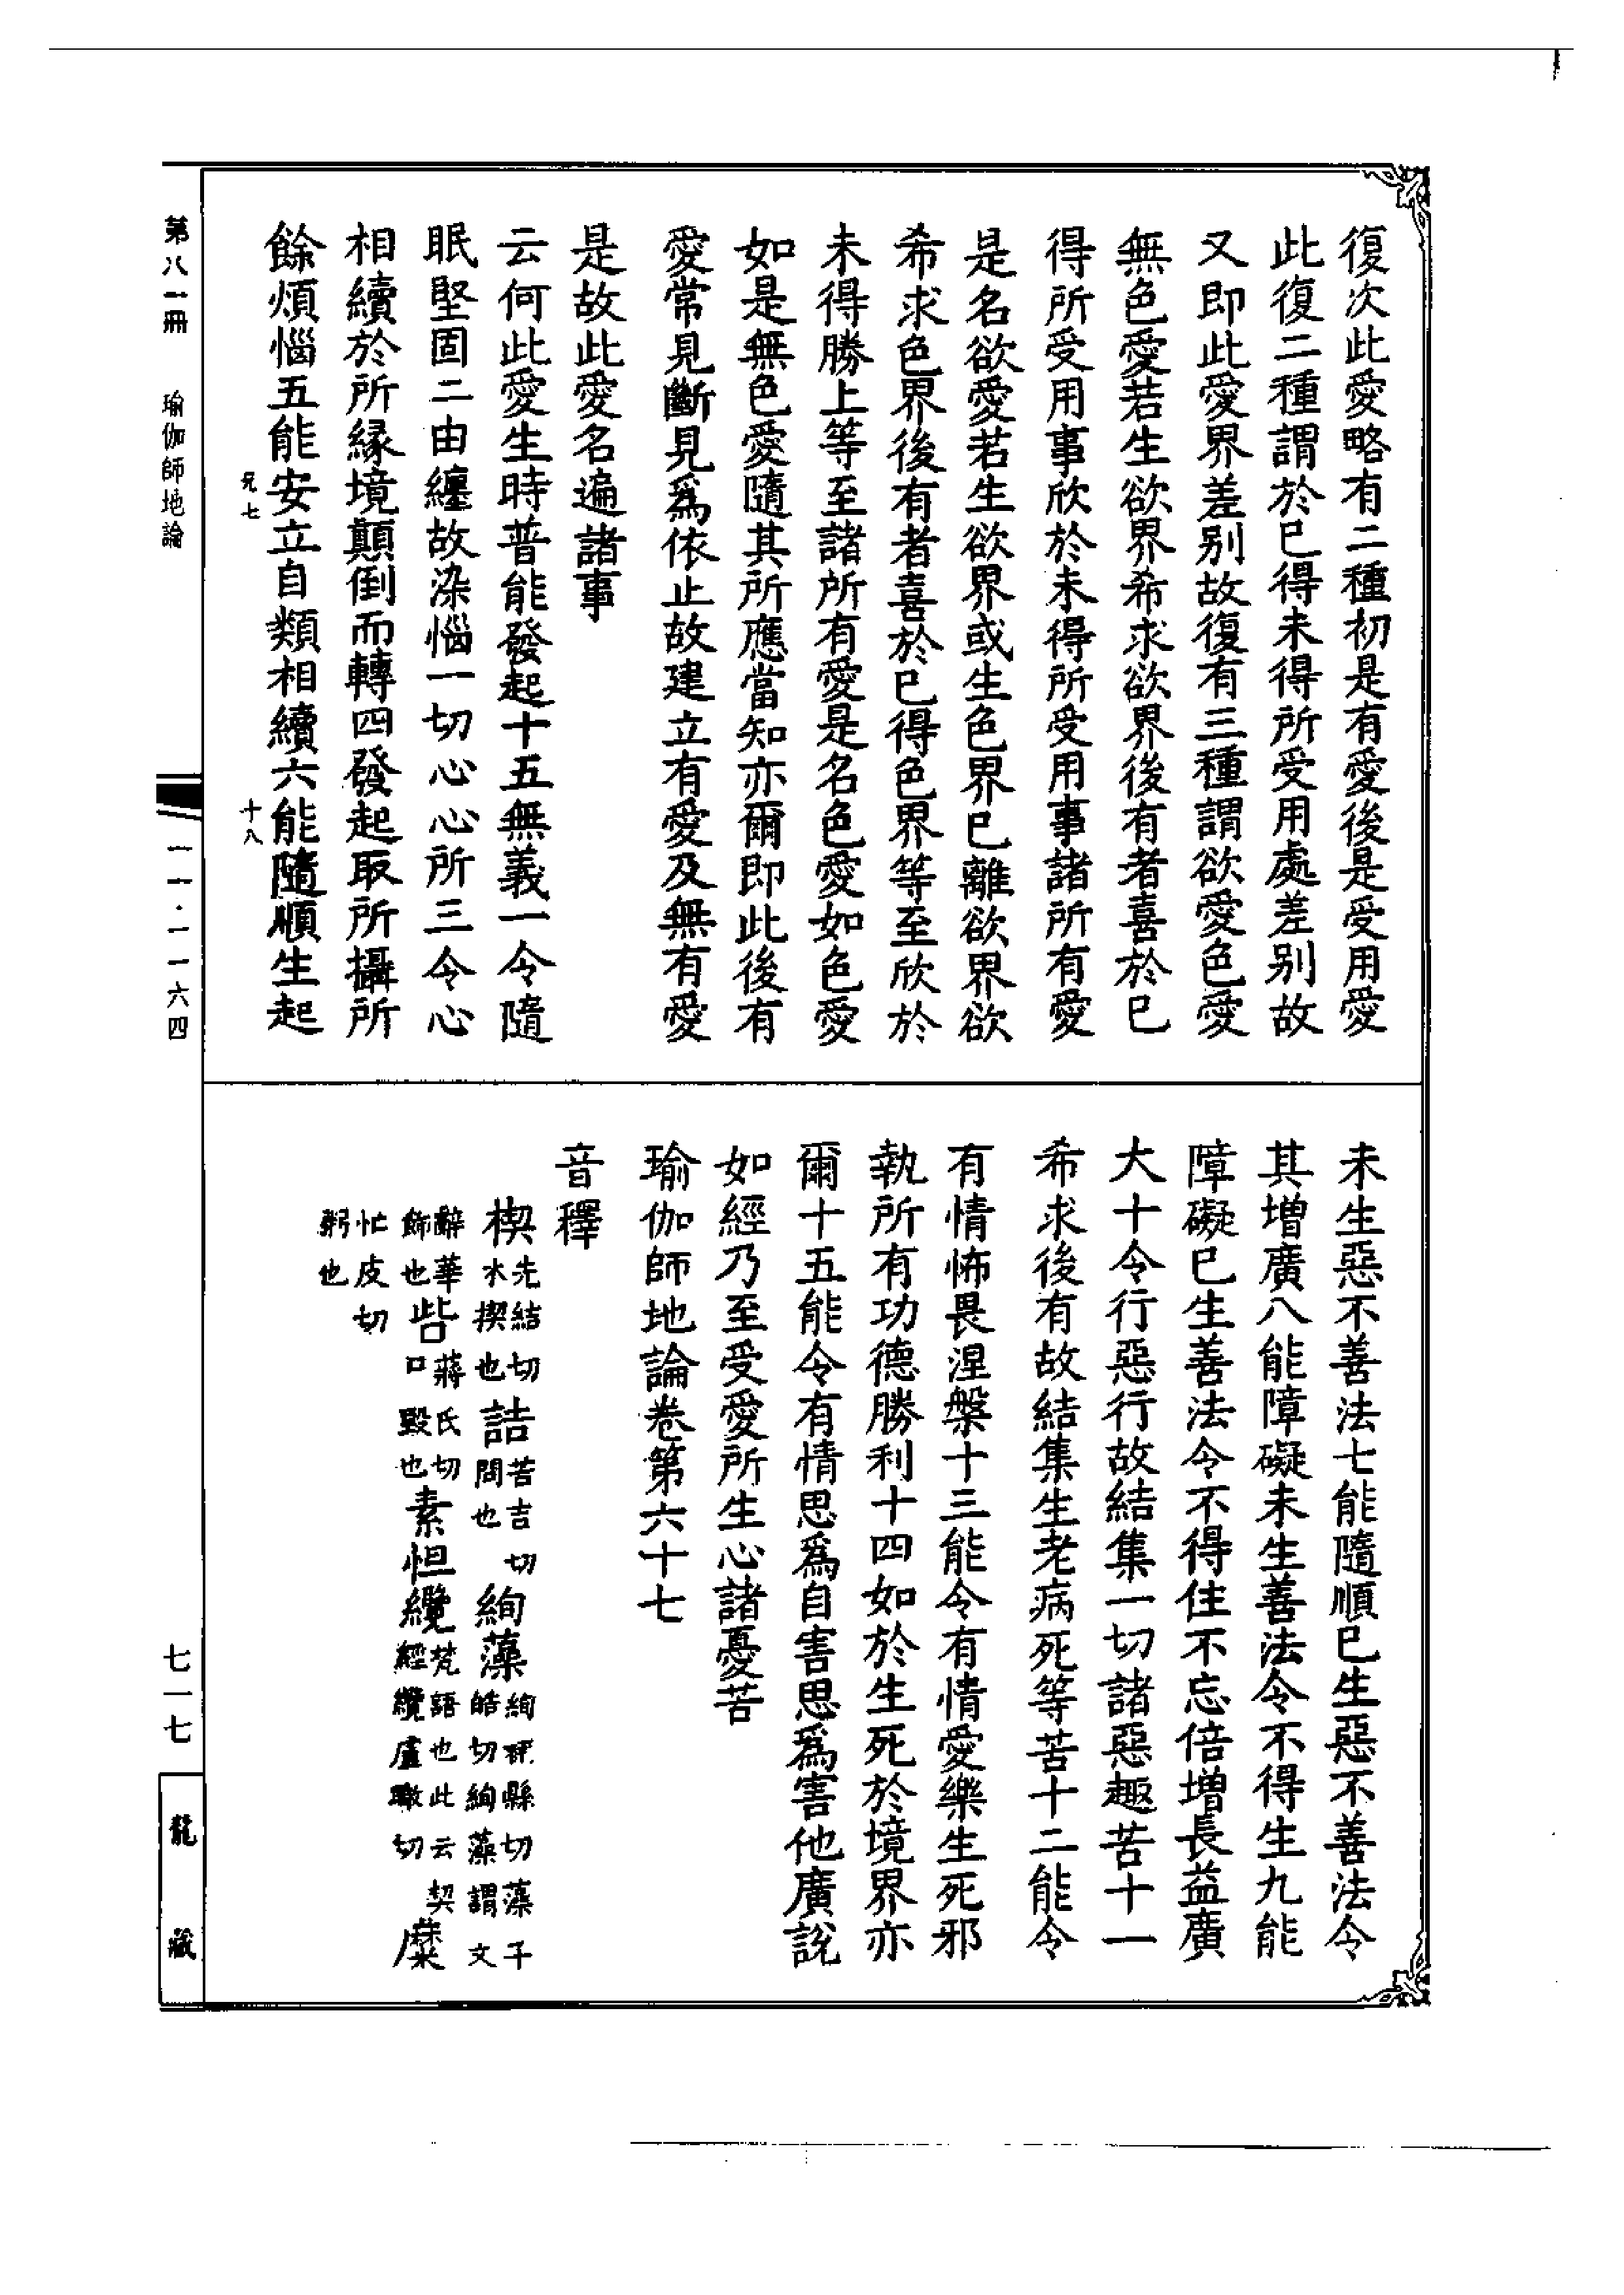 復次此愛略有二種初是有愛後是受用愛
此復二種謂於已得未得所受用處差別故
又即此愛界差别故復有三種謂欲愛色愛
無色愛若生欲界希求欲界後有者喜於已
得所受用事欣於未得所受用事諸所有愛
是名欲愛若生欲界或生色界已離欲界欲
希求色界後有者喜於已得色界等至欣於
未得勝上等至諸所有愛是名色愛如色愛
如是無色愛隨其所應當知亦爾即此後有
愛常見斷見爲依止故建立有愛及無有愛
是故此愛名遍諸事
云何此愛生時普能發起十五無義一令隨
眠堅固二由纏故染惱一切心心所三令心
相續於所緣境顛倒而轉四發起取所攝所
餘煩惱五能安立自類相續六能隨順生起
十八
未生惡不善法七能隨順已生惡不善法令
其增廣八能障礙未生善法令不得生九能
障礙已生善法令不得住不忘倍增長益廣
大十令行惡行故結集一切諸惡趣苦十一
希求後有故結集生老病死等苦十二能令
有情怖畏涅槃十三能令有情愛樂生死邪
執所有功德勝利十四如於生死於境界亦
爾十五能令有情思爲自害思爲害他廣說
如經乃至受愛所生心諸憂苦
瑜伽師地論卷第六十七
音釋
楔先結切木楔也詰苦吉切問也絢藻絢切藻子皓切絢藻謂文
辭華飾也呰蔣氏切口毀也素怛纜梵語也此云契經纜盧瞰切糜
忙皮切粥也
第八一冊 瑜伽師地論
一一·一一六四
七一七
龍藏